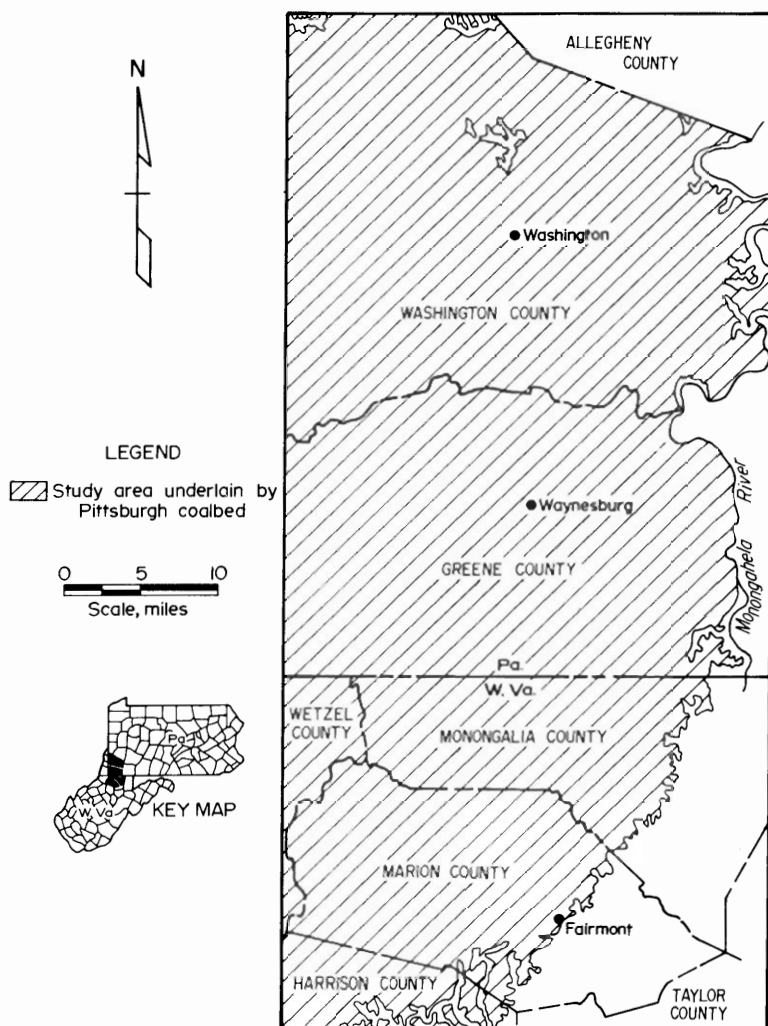 N
ALLEGHENY
COUNTY
Washington
WASHINGTON COUNTY
LEGEND
Study area underlain by
Pittsburgh coalbed
Waynesburg
Monongahela River
0 5 10
Scale, miles
GREENE COUNTY
Pa.
W. Va.
WETZEL
COUNTY
MONONGALIA COUNTY
Pa.
W. Va.
KEY MAP
MARION COUNTY
Fairmont
HARRISON COUNTY
TAYLOR
COUNTY